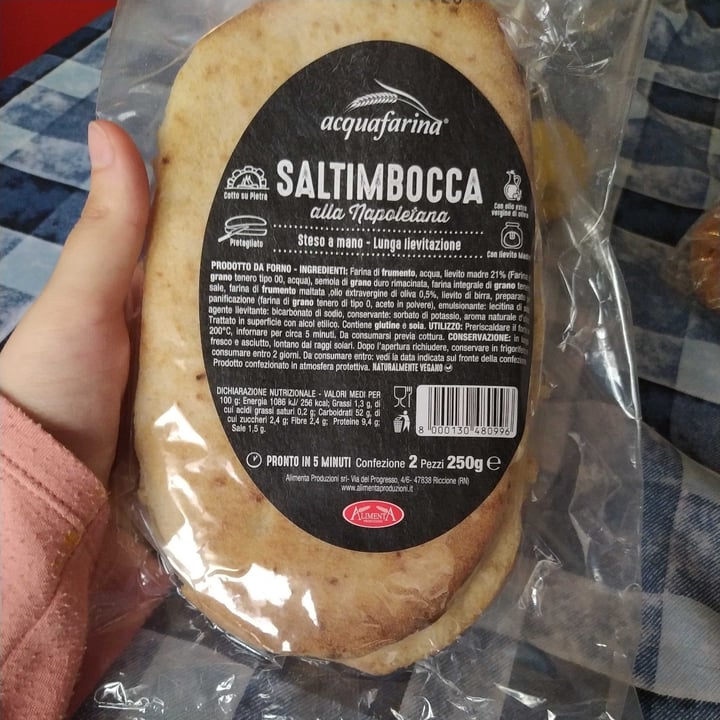 acquafarina®
SALTIMBOCCA
alla Napoletana
Cotto su Pietra
Pretagliato
Con olio extra
vergine di oliva
Con lievito Madre
Steso a mano - Lunga lievitazione
PRODOTTO DA FORNO - INGREDIENTI: Farina di frumento, acqua, lievito madre 21% (Farina
grano tenero tipo 00, acqua), semola di grano duro rimacinata, farina integrale di grano
sale, farina di frumento maltata ,olio extravergine di oliva 0,5%, lievito di birra, preparato
panificazione (farina di grano tenero di tipo 0, aceto in polvere), emulsionante: lecitina di
agente lievitante: bicarbonato di sodio, conservante: sorbato di potassio, aroma naturale
Trattato in superficie con alcol etilico. Contiene glutine e soia. UTILIZZO: Preriscaldare il
200°C, infornare per circa 5 minuti. Da consumarsi previa cottura. CONSERVAZIONE: in
fresco e asciutto, lontano dai raggi solari. Dopo l'apertura richiudere, conservare in
consumare entro 2 giorni. Da consumare entro: vedi la data indicata sul fronte della
Prodotto confezionato in atmosfera protettiva. NATURALMENTE VEGANO
DICHIARAZIONE NUTRIZIONALE - VALORI MEDI PER
100 g: Energia 1086 kJ/ 256 kcal; Grassi 1,3 g, di
cui acidi grassi saturi 0,2 g; Carboidrati 52 g, di
cui zuccheri 2,4 g; Fibre 2,4 g; Proteine 9,4 g;
Sale 1,5 g.
8 000130 480996
PRONTO IN 5 MINUTI Confezione 2 Pezzi 250g e
Alimenta Produzioni srl- Via del Progresso, 4/6- 47838 Riccione (RN)
www.alimentaproduzioni.it
ALIMENTA
PRODUZIONI